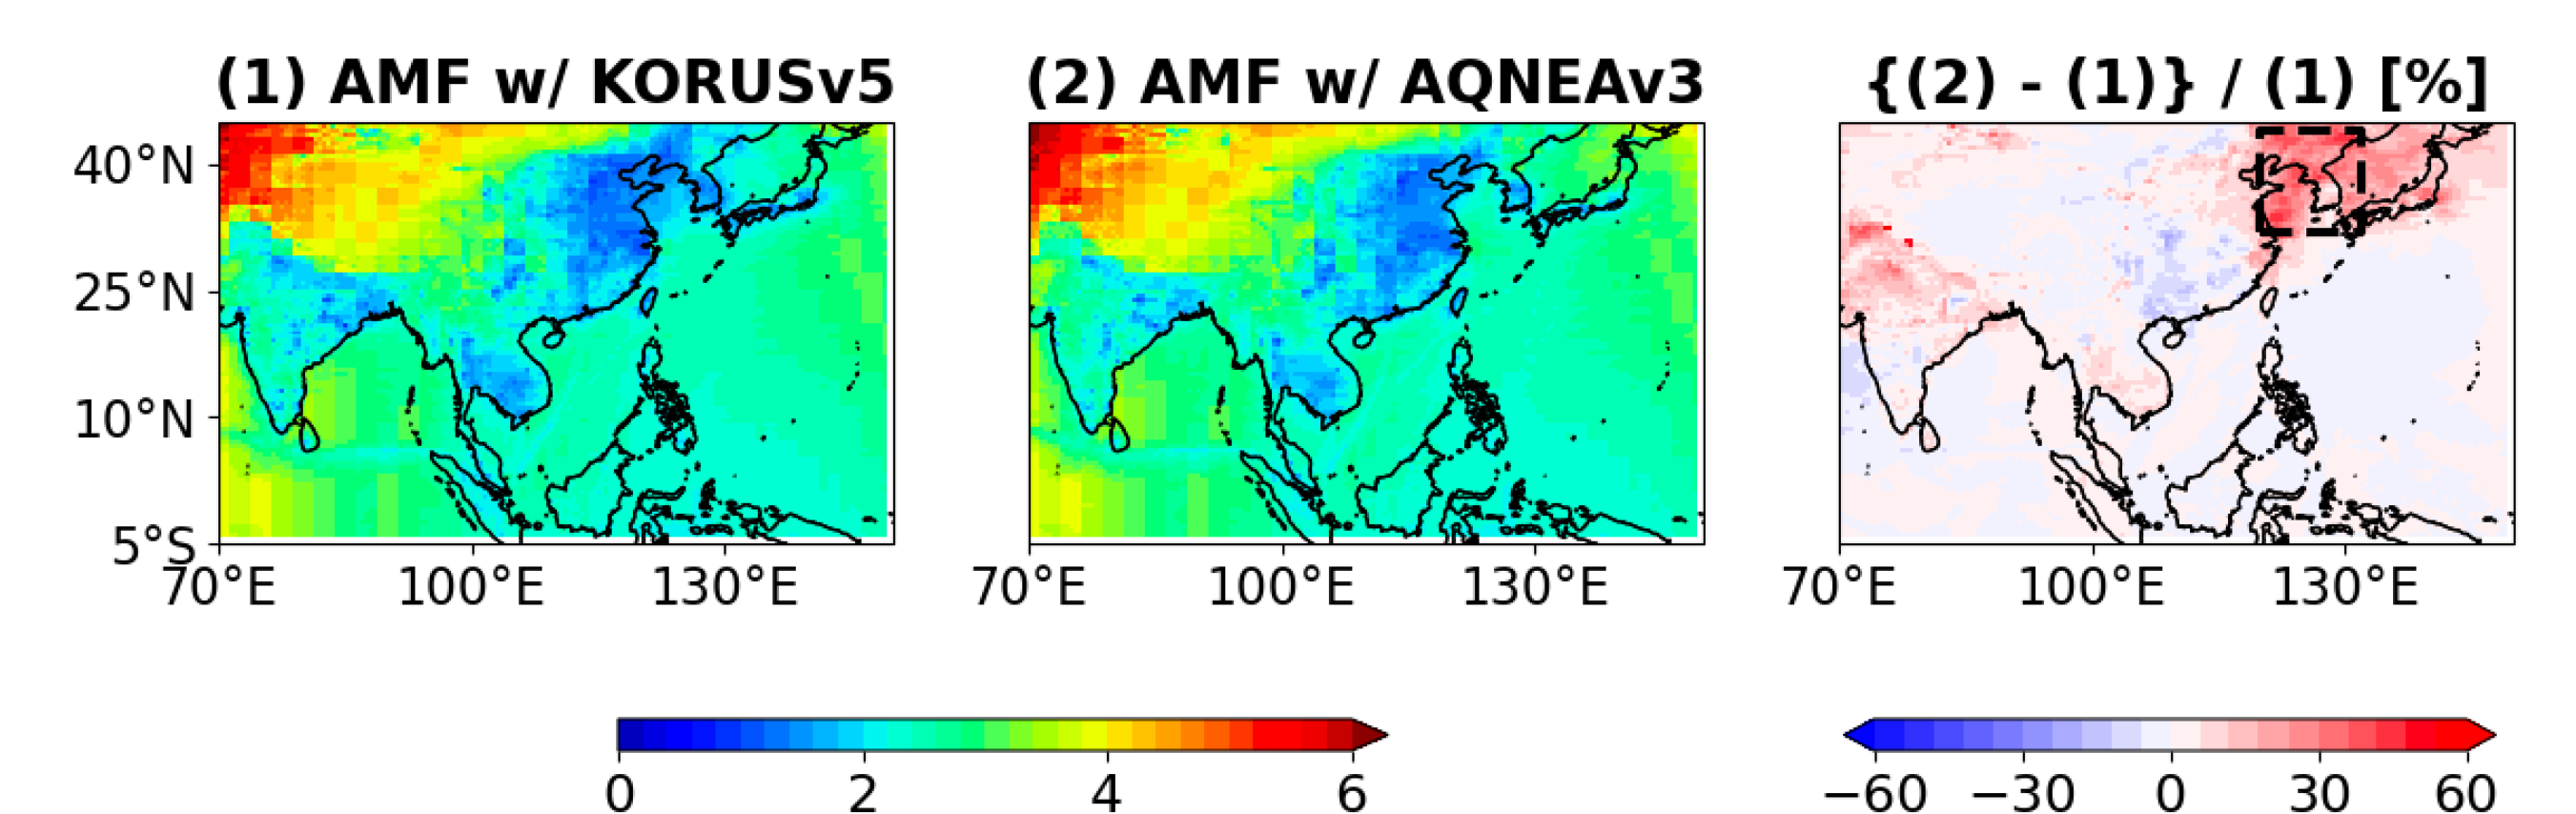 (1) AMF w/ KORUSv5
(2) AMF w/ AQNEAv3
{(2) - (1)} / (1) [%]
40°N
25°N
10°N
5°S
70°E 100°E 130°E
70°E 100°E 130°E
70°E 100°E 130°E
0 2 4 6
−60 −30 0 30 60